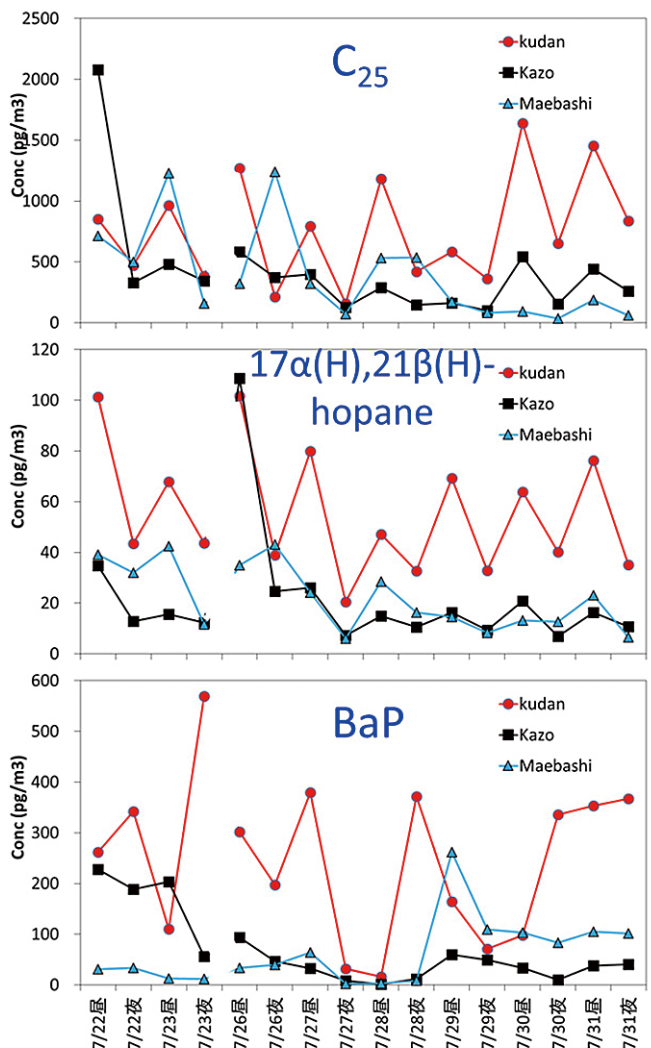 2500
2000
1500
1000
500
0
Conc (pg/m3)
C25
kudan
Kazo
Maebashi
120
100
80
60
40
20
0
Conc (pg/m3)
17α(H),21β(H)-
hopane
kudan
Kazo
Maebashi
600
500
400
300
200
100
0
Conc (pg/m3)
BaP
kudan
Kazo
Maebashi
7/22昼
7/22夜
7/23昼
7/23夜
7/26昼
7/26夜
7/27昼
7/27夜
7/28昼
7/28夜
7/29昼
7/29夜
7/30昼
7/30夜
7/31昼
7/31夜